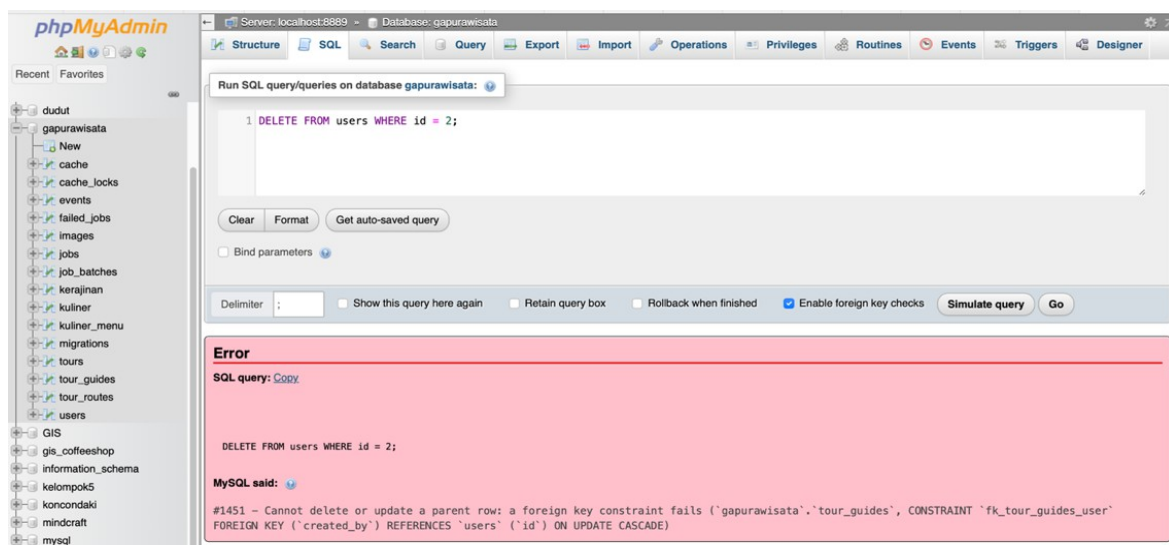 phpMyAdmin
Recent Favorites
dudut
gapurawisata
New
cache
cache_locks
events
failed_jobs
images
jobs
job_batches
kerajinan
kuliner
kuliner_menu
migrations
tours
tour_guides
tour_routes
users
GIS
gis_coffeeshop
information_schema
kelompok5
koncondaki
mindcraft
mysql
Server: localhost:8889 » Database: gapurawisata
Structure SQL Search Query Export Import Operations Privileges Routines Events Triggers Designer
Run SQL query/queries on database gapurawisata:
1 DELETE FROM users WHERE id = 2;
Clear Format Get auto-saved query
Bind parameters
Delimiter ; Show this query here again Retain query box Rollback when finished Enable foreign key checks Simulate query Go
Error
SQL query: Copy
DELETE FROM users WHERE id = 2;
MySQL said:
#1451 - Cannot delete or update a parent row: a foreign key constraint fails (`gapurawisata`.`tour_guides`, CONSTRAINT `fk_tour_guides_user`
FOREIGN KEY (`created_by`) REFERENCES `users` (`id`) ON UPDATE CASCADE)